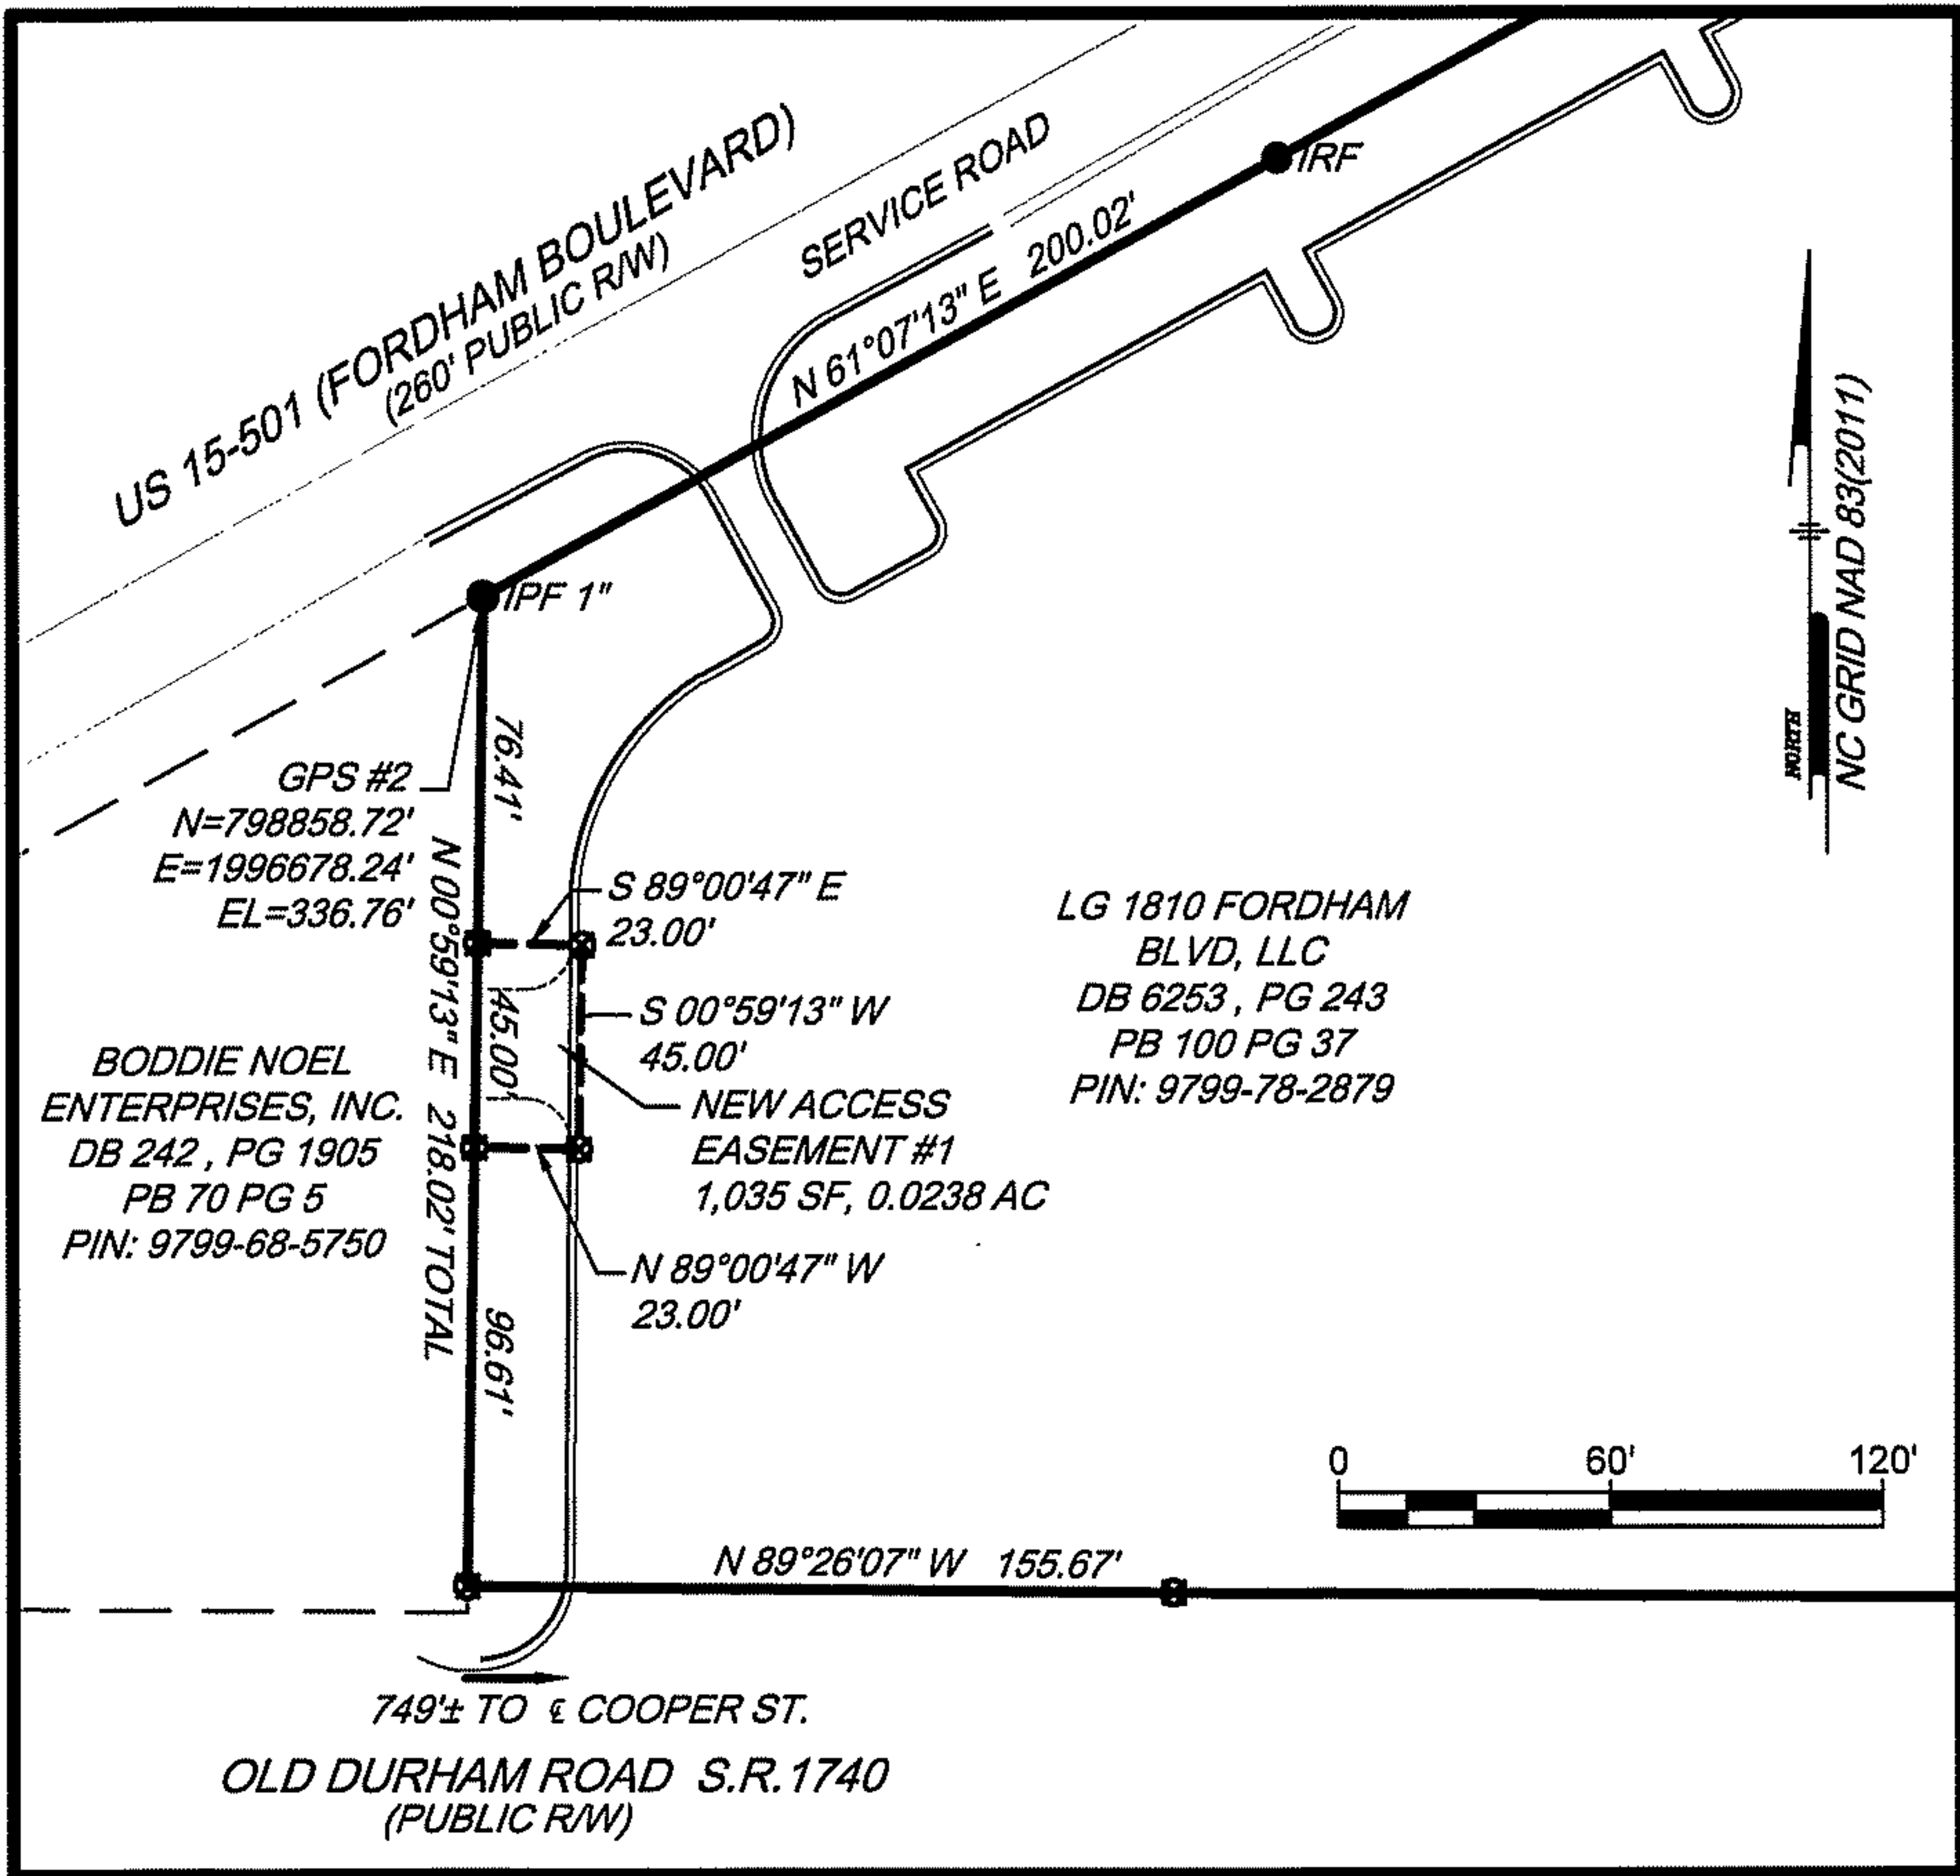 US 15-501 (FORDHAM BOULEVARD)
(260' PUBLIC R/W)
SERVICE ROAD
IRF
N 61°07'13" E 200.02'
IPF 1"
NC GRID NAD 83(2011)
NORTH
GPS #2
N=798858.72'
E=1996678.24'
EL=336.76'
76.41'
N 00°59'13" E 218.02' TOTAL
45.00'
96.61'
S 89°00'47" E
23.00'
S 00°59'13" W
45.00'
NEW ACCESS
EASEMENT #1
1,035 SF, 0.0238 AC
N 89°00'47" W
23.00'
LG 1810 FORDHAM
BLVD, LLC
DB 6253 , PG 243
PB 100 PG 37
PIN: 9799-78-2879
BODDIE NOEL
ENTERPRISES, INC.
DB 242 , PG 1905
PB 70 PG 5
PIN: 9799-68-5750
0 60' 120'
N 89°26'07" W 155.67'
749'± TO ℄ COOPER ST.
OLD DURHAM ROAD S.R.1740
(PUBLIC R/W)